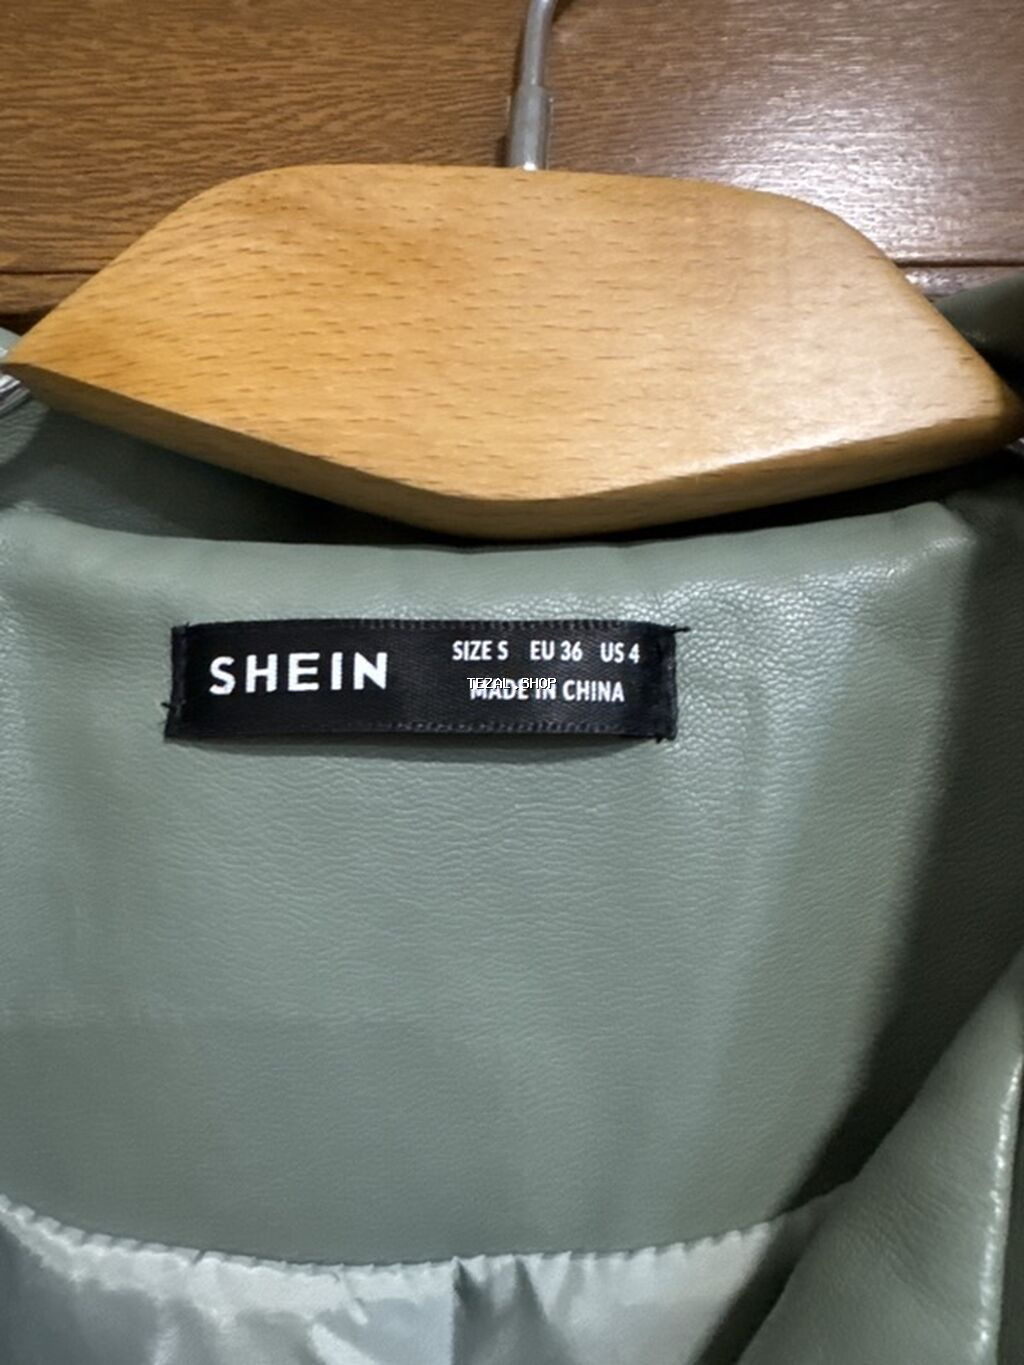 SHEIN
SIZE S EU 36 US 4
MADE IN CHINA
TEZAL.SHOP